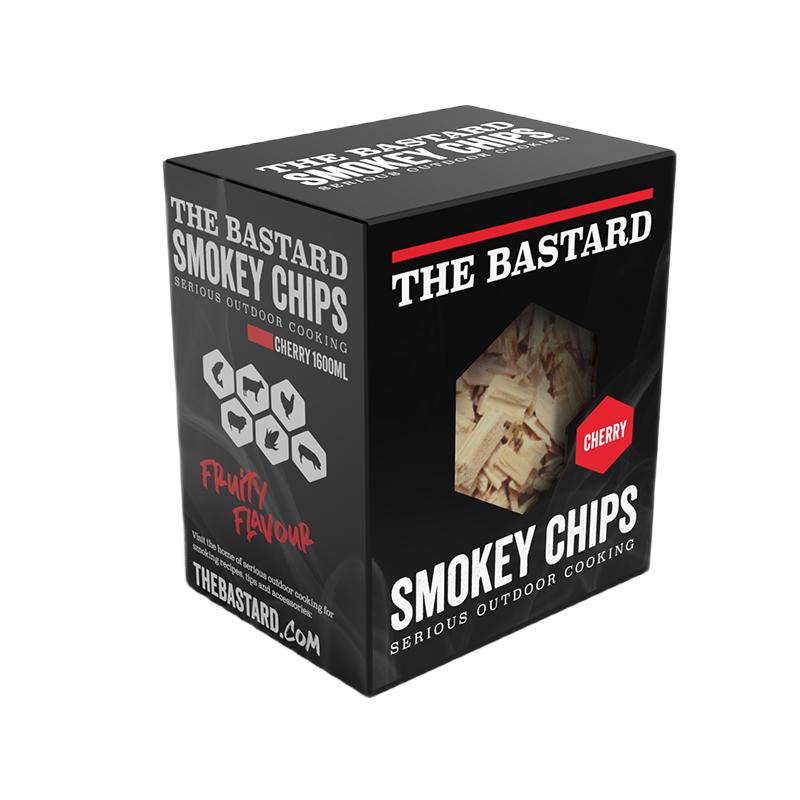 THE BASTARD
SMOKEY CHIPS
SERIOUS OUTDOOR COOKING
THE BASTARD
SMOKEY CHIPS
SERIOUS OUTDOOR COOKING
CHERRY 1600ML
FRUITY
FLAVOUR
Visit the home of serious outdoor cooking for
smoking recipes, tips and accessories:
THEBASTARD.COM
THE BASTARD
CHERRY
SMOKEY CHIPS
SERIOUS OUTDOOR COOKING